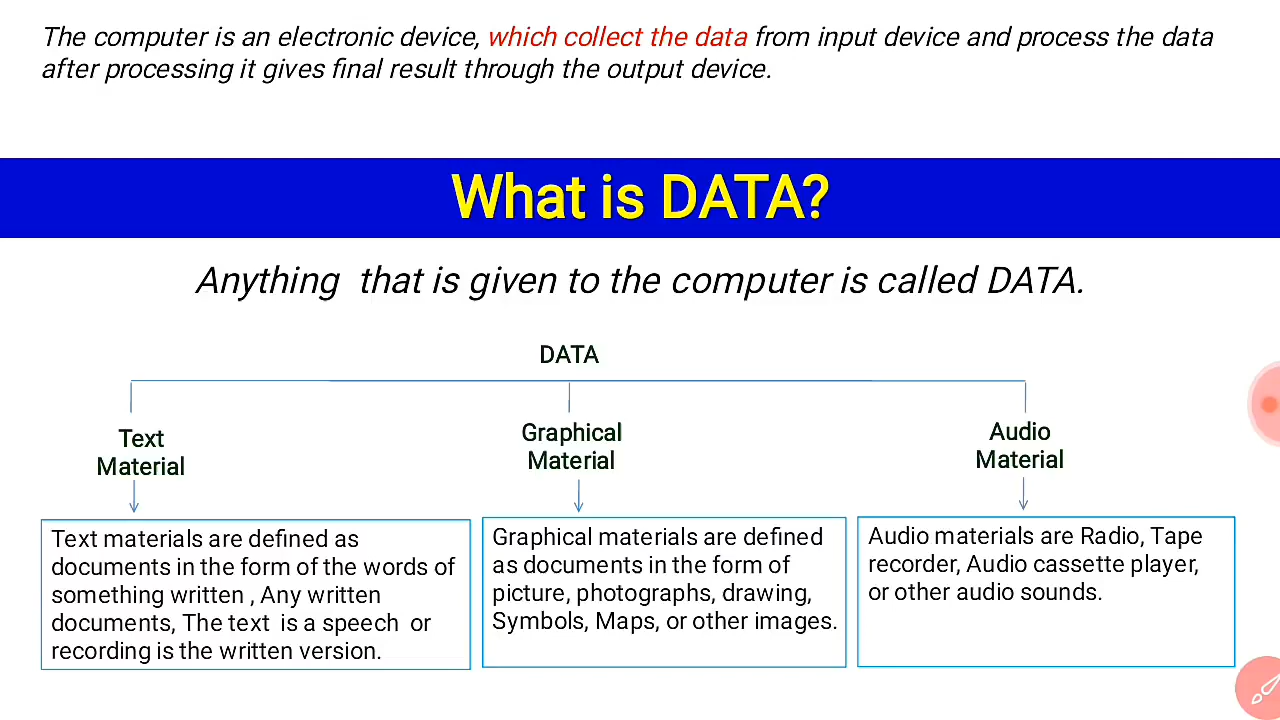 The computer is an electronic device, which collect the data from input device and process the data
after processing it gives final result through the output device.
What is DATA?
Anything that is given to the computer is called DATA.
DATA
Text
Material
Graphical
Material
Audio
Material
Text materials are defined as
documents in the form of the words of
something written , Any written
documents, The text is a speech or
recording is the written version.
Graphical materials are defined
as documents in the form of
picture, photographs, drawing,
Symbols, Maps, or other images.
Audio materials are Radio, Tape
recorder, Audio cassette player,
or other audio sounds.